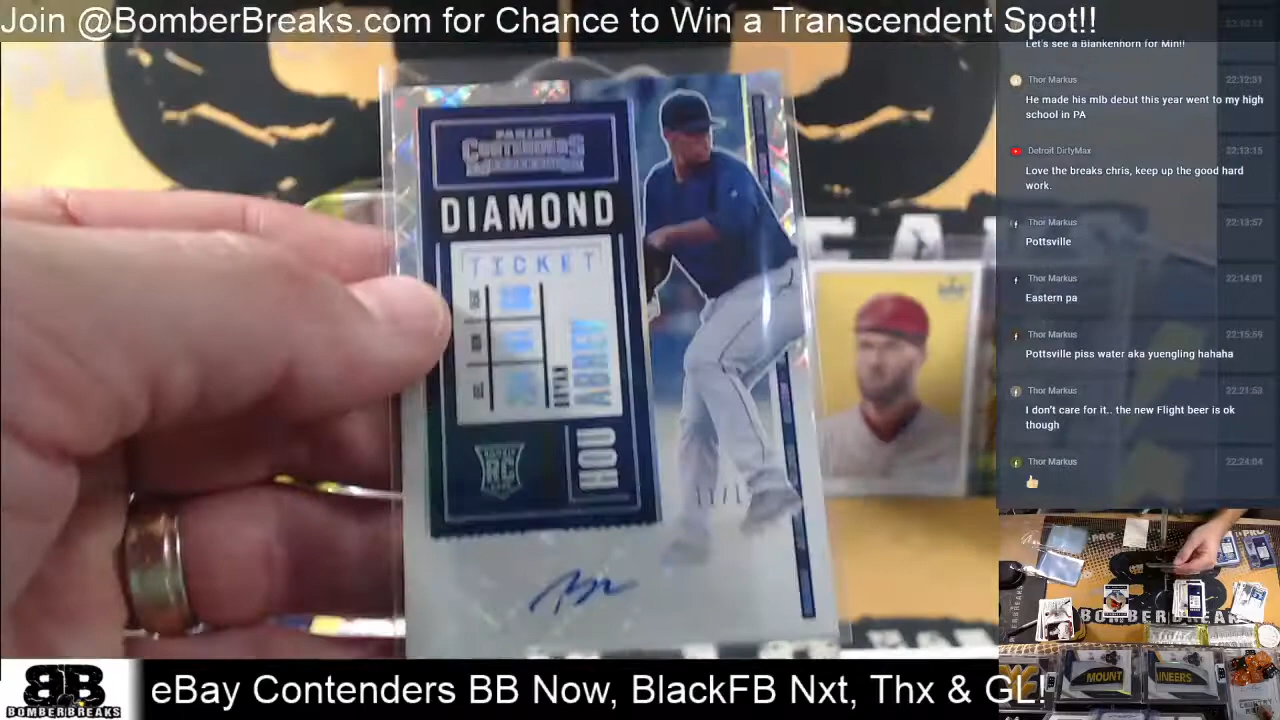 Join @BomberBreaks.com for Chance to Win a Transcendent Spot!!
Let's see a Blankenhorn for Min!!
Thor Markus 22:12:31
He made his mlb debut this year went to my high
school in PA
Detroit DirtyMax 22:13:15
Love the breaks chris, keep up the good hard
work.
Thor Markus 22:13:57
Pottsville
Thor Markus 22:14:01
Eastern pa
Thor Markus 22:15:59
Pottsville piss water aka yuengling hahaha
Thor Markus 22:21:53
I don't care for it.. the new Flight beer is ok
though
Thor Markus 22:24:04
PANINI
CONTENDERS
DIAMOND
TICKET
BRYAN
ABREU
RC
HOU
BOMBERBREAKS
MOUNT
INEERS
BB
BOMBERBREAKS
eBay Contenders BB Now, BlackFB Nxt, Thx & GL!